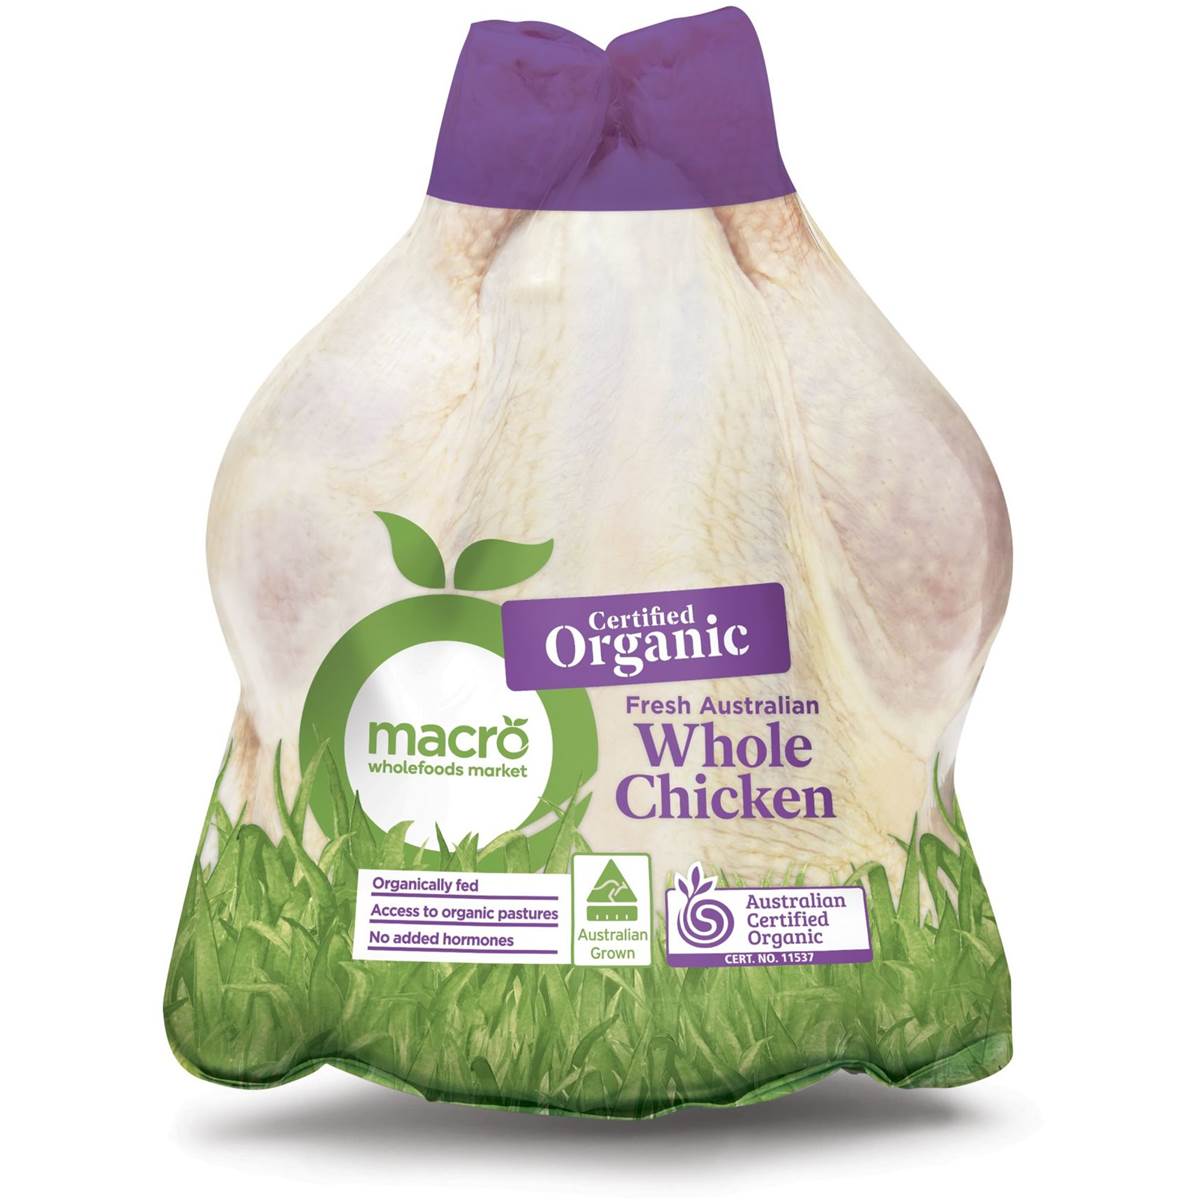 Certified
Organic
Fresh Australian
Whole
Chicken
macro
wholefoods market
Organically fed
Access to organic pastures
No added hormones
Australian
Grown
Australian
Certified
Organic
CERT. NO. 11537